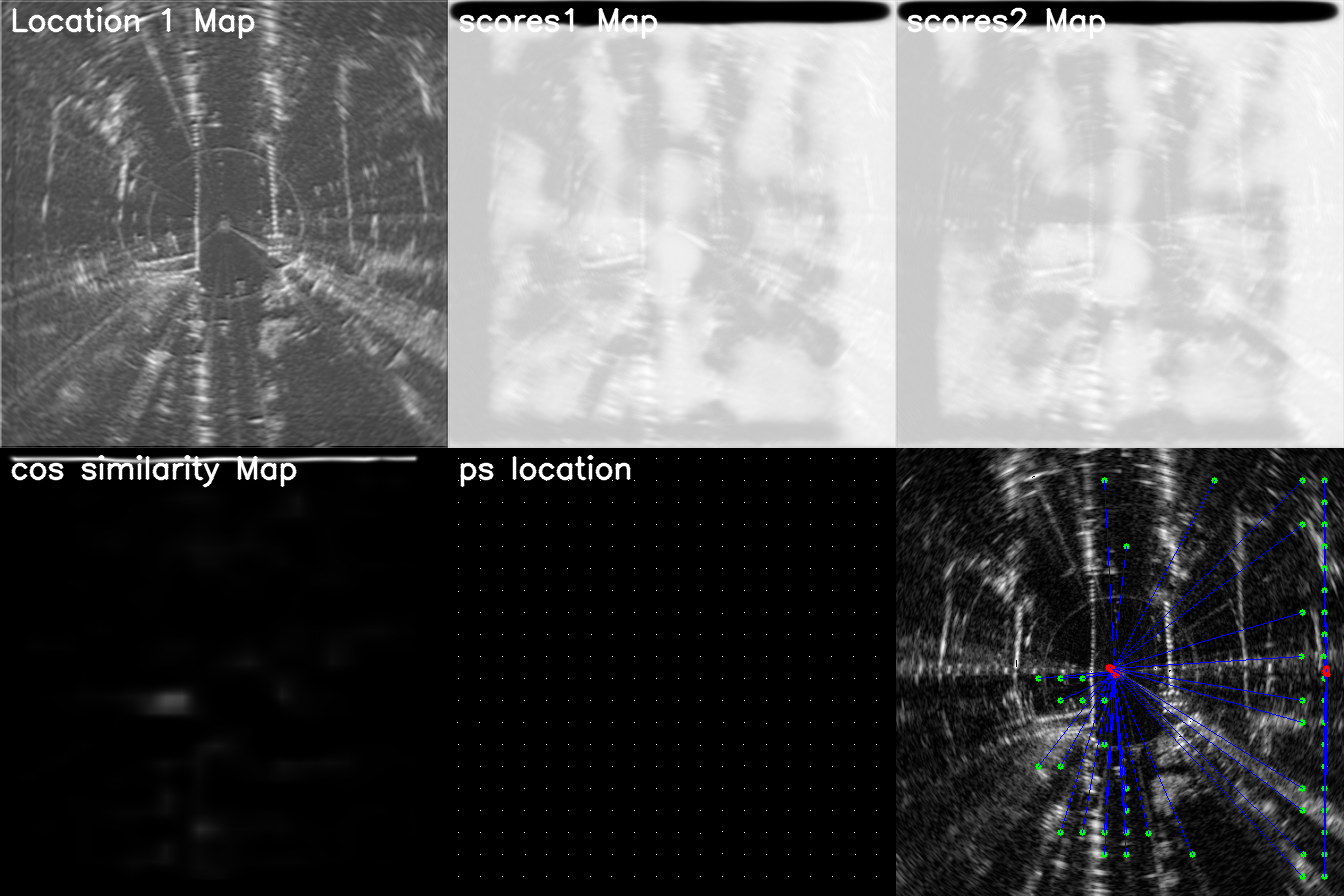 Location 1 Map
scores1 Map
scores2 Map
cos similarity Map
ps location